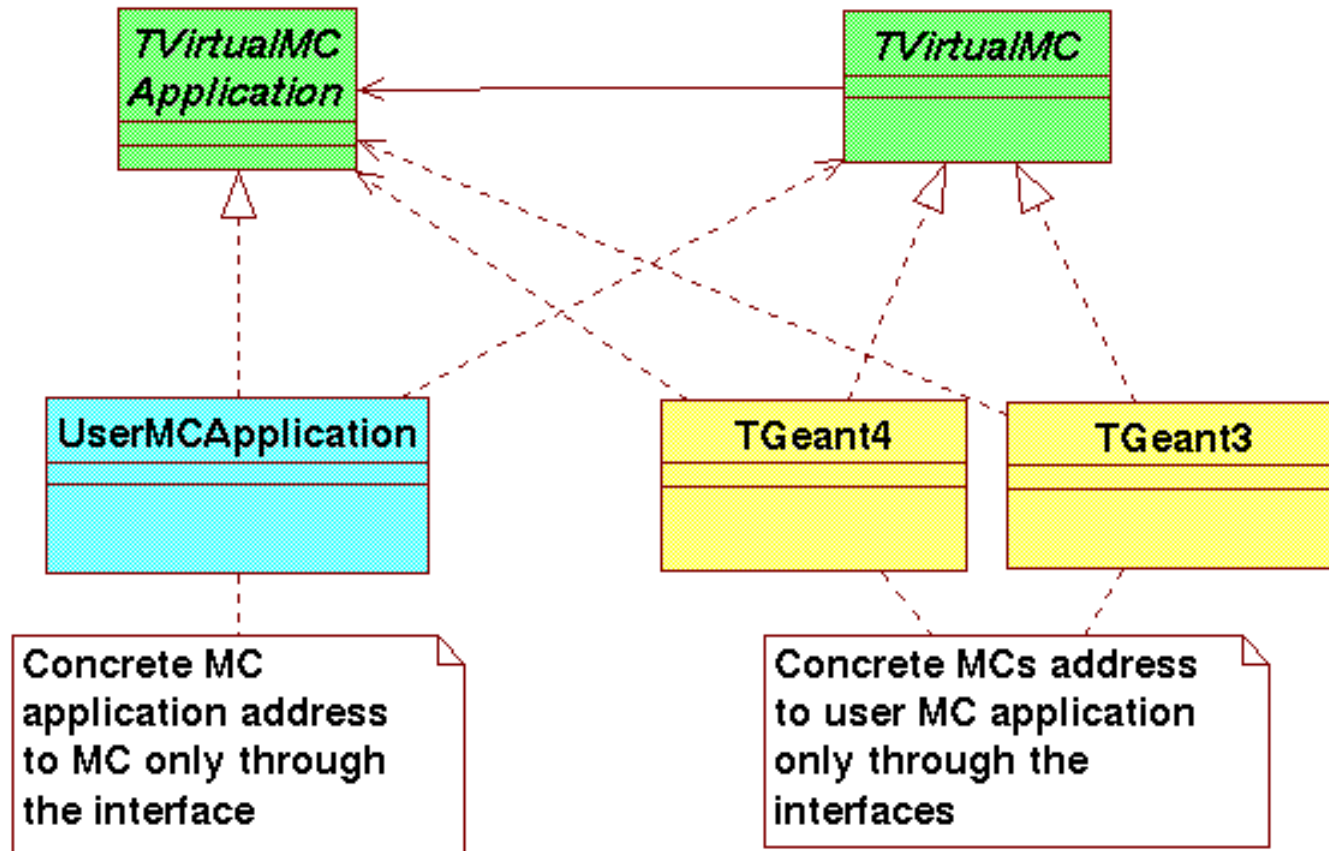 TVirtualMC
Application
TVirtualMC
UserMCApplication
TGeant4
TGeant3
Concrete MC
application address
to MC only through
the interface
Concrete MCs address
to user MC application
only through the
interfaces